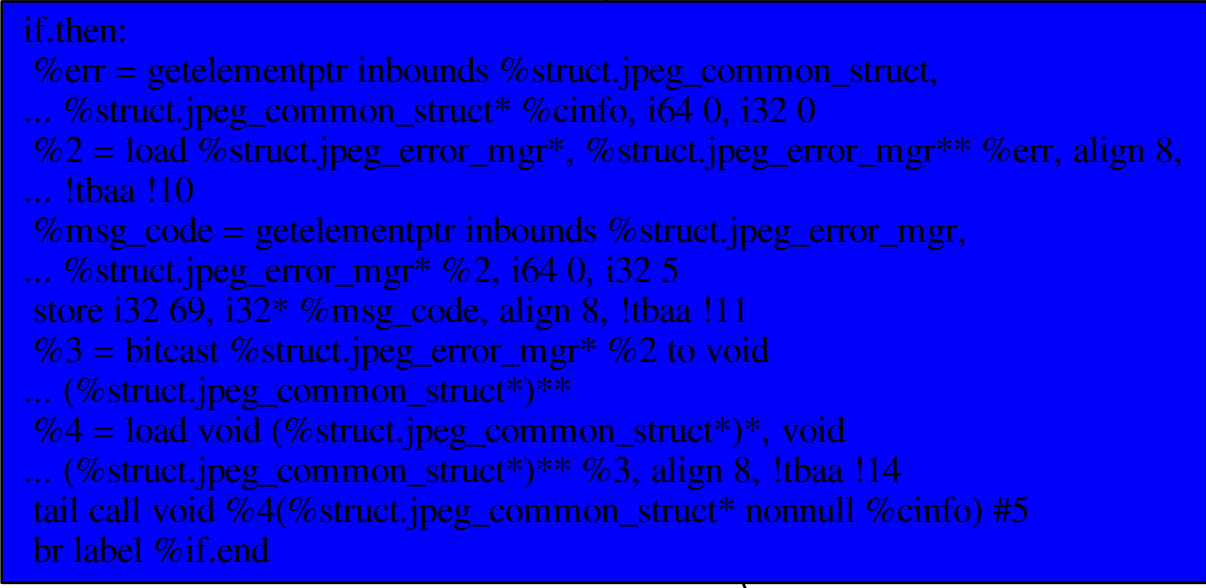 if.then:
%err = getelementptr inbounds %struct.jpeg_common_struct,
... %struct.jpeg_common_struct* %cinfo, i64 0, i32 0
%2 = load %struct.jpeg_error_mgr*, %struct.jpeg_error_mgr** %err, align 8,
... !tbaa !10
%msg_code = getelementptr inbounds %struct.jpeg_error_mgr,
... %struct.jpeg_error_mgr* %2, i64 0, i32 5
store i32 69, i32* %msg_code, align 8, !tbaa !11
%3 = bitcast %struct.jpeg_error_mgr* %2 to void
... (%struct.jpeg_common_struct*)**
%4 = load void (%struct.jpeg_common_struct*)*, void
... (%struct.jpeg_common_struct*)** %3, align 8, !tbaa !14
tail call void %4(%struct.jpeg_common_struct* nonnull %cinfo) #5
br label %if.end